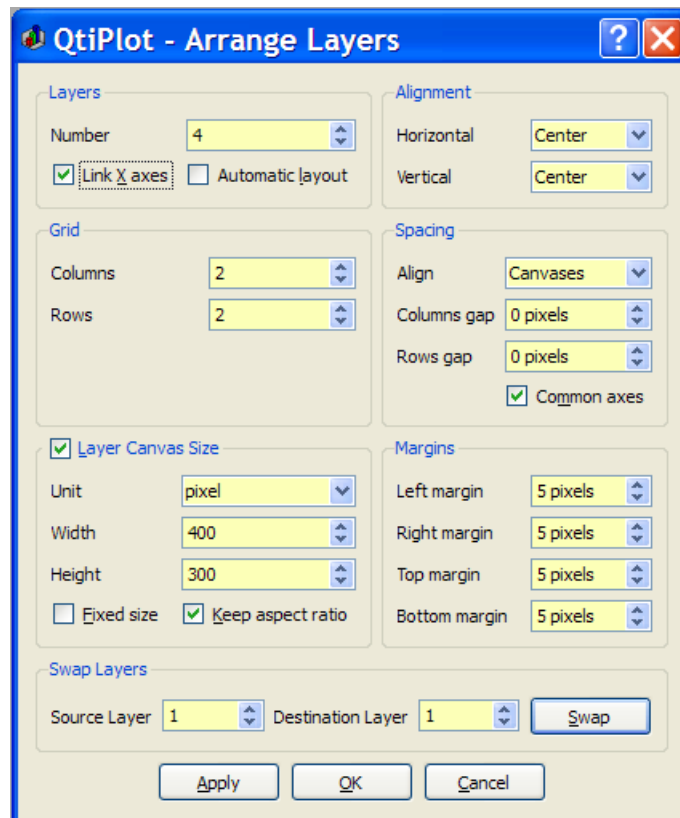 QtiPlot - Arrange Layers
Layers
Number 4
Link X axes Automatic layout
Alignment
Horizontal Center
Vertical Center
Grid
Columns 2
Rows 2
Spacing
Align Canvases
Columns gap 0 pixels
Rows gap 0 pixels
Common axes
Layer Canvas Size
Unit pixel
Width 400
Height 300
Fixed size Keep aspect ratio
Margins
Left margin 5 pixels
Right margin 5 pixels
Top margin 5 pixels
Bottom margin 5 pixels
Swap Layers
Source Layer 1 Destination Layer 1 Swap
Apply OK Cancel